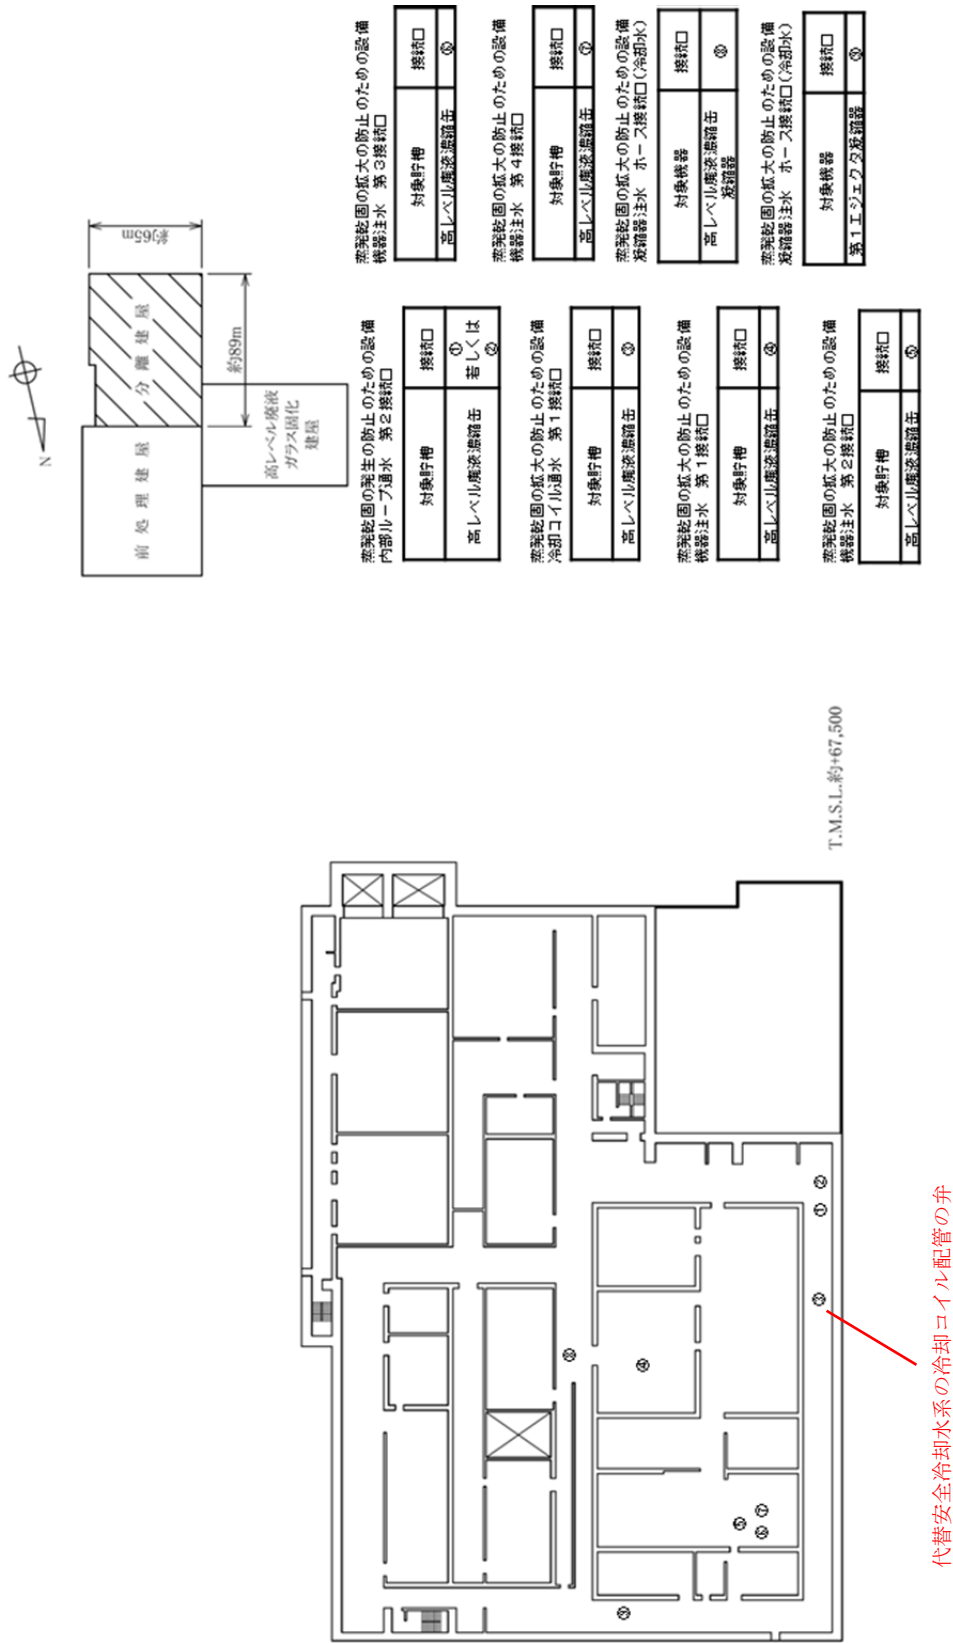 N
約65m
約89m
前処理建屋
分離建屋
高レベル廃液
ガラス固化
建屋
蒸発乾固の発生の防止のための設備
内部ループ通水　第２接続口
対象貯槽 接続口
高レベル廃液濃縮缶 ①
若しくは
②
蒸発乾固の拡大の防止のための設備
冷却コイル通水　第１接続口
対象貯槽 接続口
高レベル廃液濃縮缶 ③
蒸発乾固の拡大の防止のための設備
機器注水　第１接続口
対象貯槽 接続口
高レベル廃液濃縮缶 ④
蒸発乾固の拡大の防止のための設備
機器注水　第２接続口
対象貯槽 接続口
高レベル廃液濃縮缶 ⑤
蒸発乾固の拡大の防止のための設備
機器注水　第３接続口
対象貯槽 接続口
高レベル廃液濃縮缶 ⑥
蒸発乾固の拡大の防止のための設備
機器注水　第４接続口
対象貯槽 接続口
高レベル廃液濃縮缶 ⑦
蒸発乾固の拡大の防止のための設備
凝縮器注水　ホース接続口(冷却水)
対象機器 接続口
高レベル廃液濃縮缶
凝縮器 ⑧
蒸発乾固の拡大の防止のための設備
凝縮器注水　ホース接続口(冷却水)
対象機器 接続口
第１エジェクタ凝縮器 ⑨
T.M.S.L.約+67,500
②
①
③
④
⑤
⑦
⑥
代替安全冷却水系の冷却コイル配管の弁